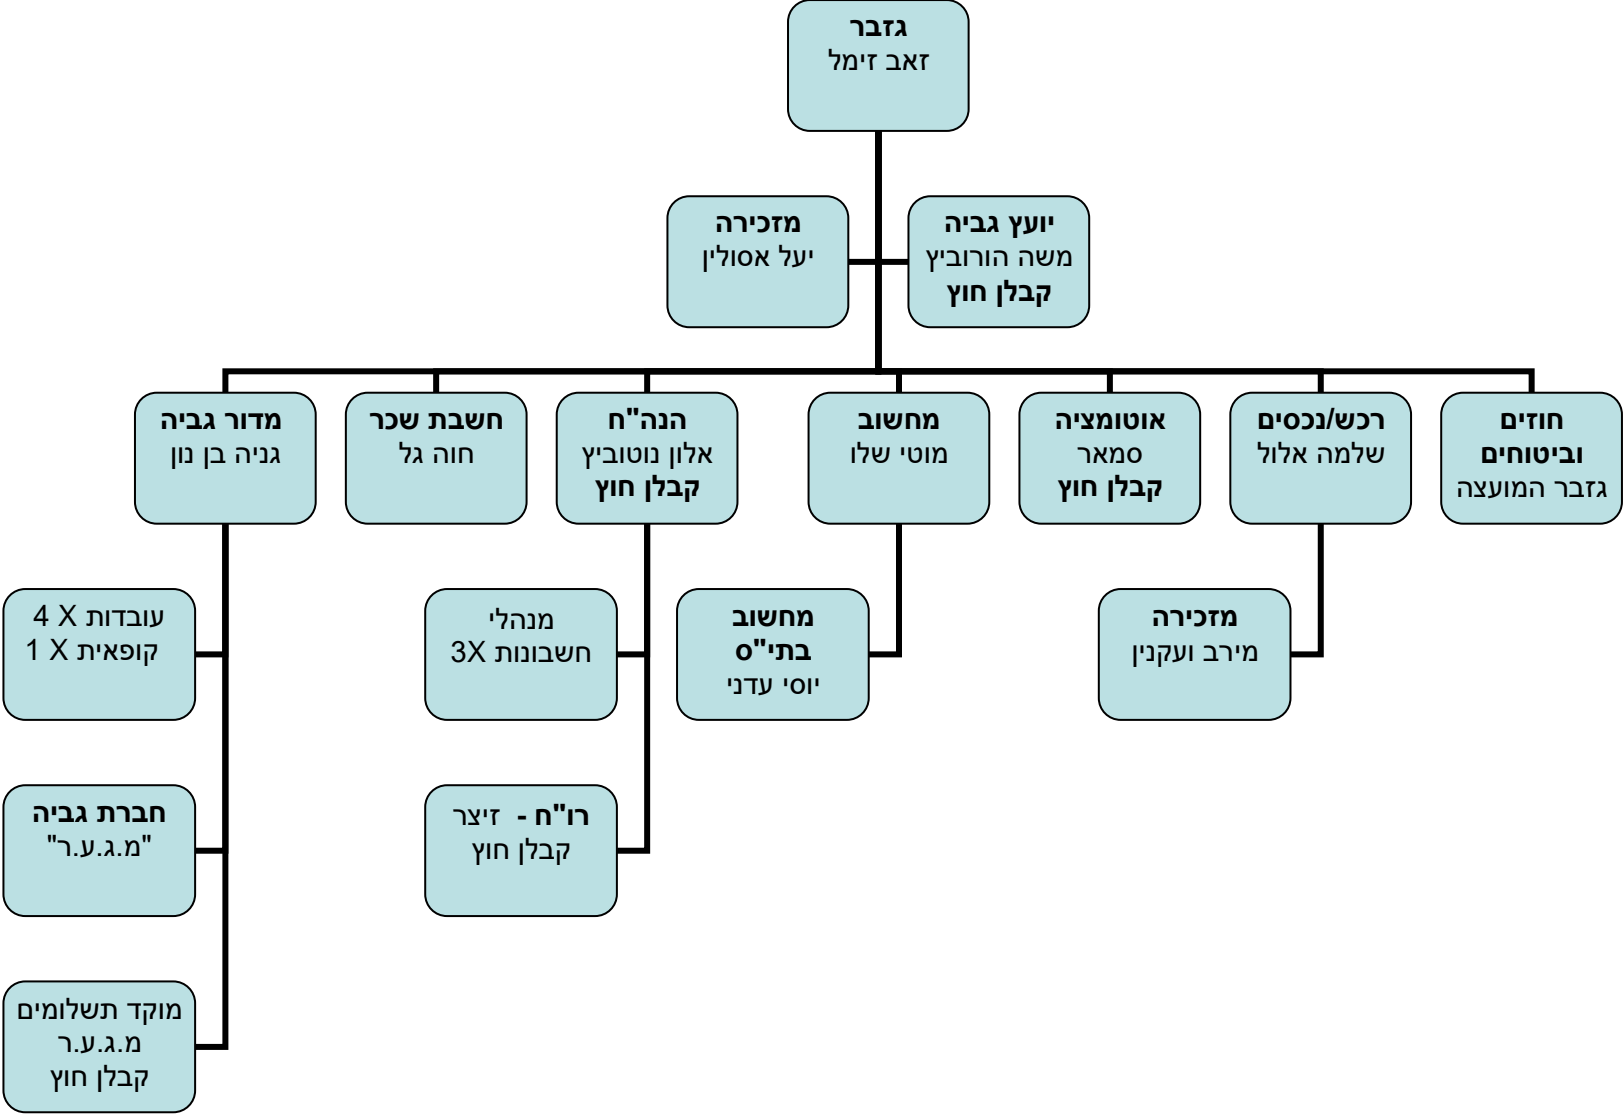 גזבר
זאב זימל
יועץ גביה
משה הורוביץ
קבלן חוץ
מזכירה
יעל אסולין
חוזים
וביטוחים
גזבר המועצה
רכש/נכסים
שלמה אלול
אוטומציה
סמאר
קבלן חוץ
מחשוב
מוטי שלו
הנה"ח
אלון נוטוביץ
קבלן חוץ
חשבת שכר
חוה גל
מדור גביה
גניה בן נון
מזכירה
מירב ועקנין
מחשוב
בתי"ס
יוסי עדני
מנהלי
חשבונות 3X
עובדות X 4
קופאית X 1
רו"ח - זיצר
קבלן חוץ
חברת גביה
"מ.ג.ע.ר"
מוקד תשלומים
מ.ג.ע.ר
קבלן חוץ